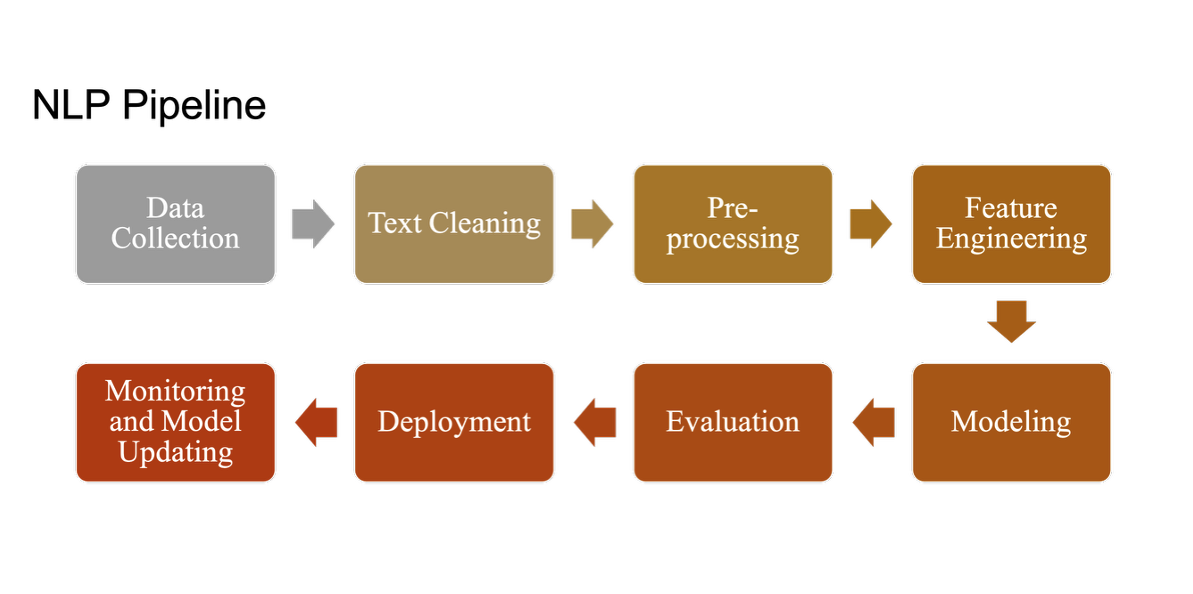 NLP Pipeline
Data
Collection
Text Cleaning
Pre-
processing
Feature
Engineering
Modeling
Evaluation
Deployment
Monitoring
and Model
Updating